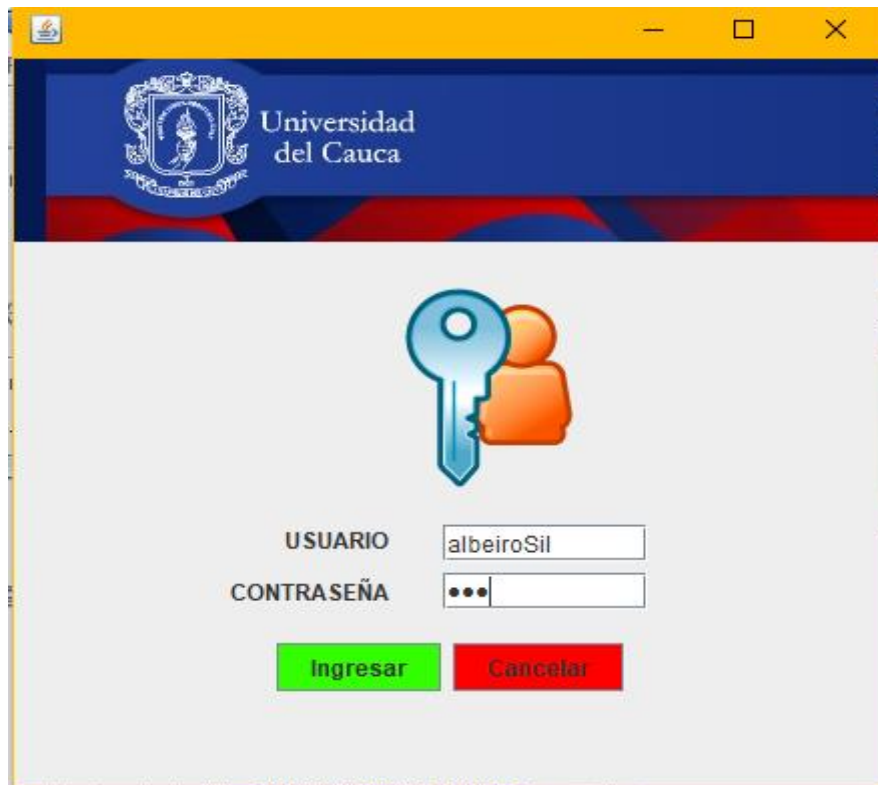 Universidad
del Cauca
USUARIO albeiroSil
CONTRASEÑA •••
Ingresar Cancelar